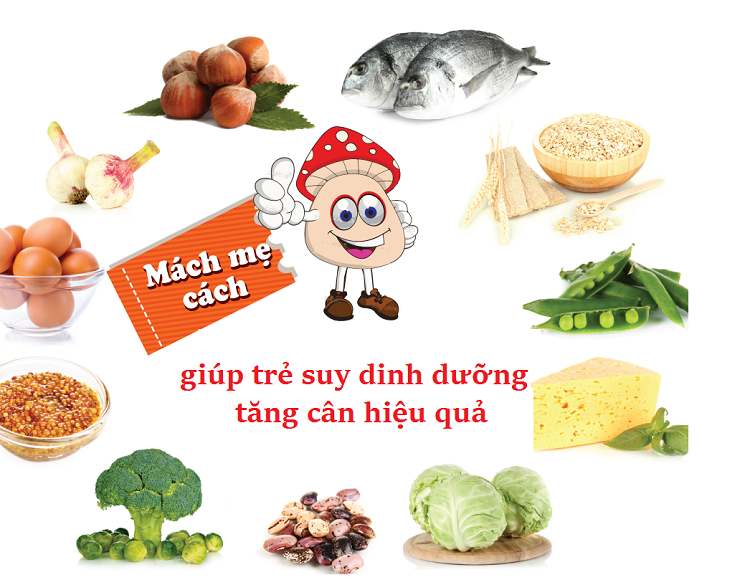 Mách mẹ
cách
giúp trẻ suy dinh dưỡng
tăng cân hiệu quả